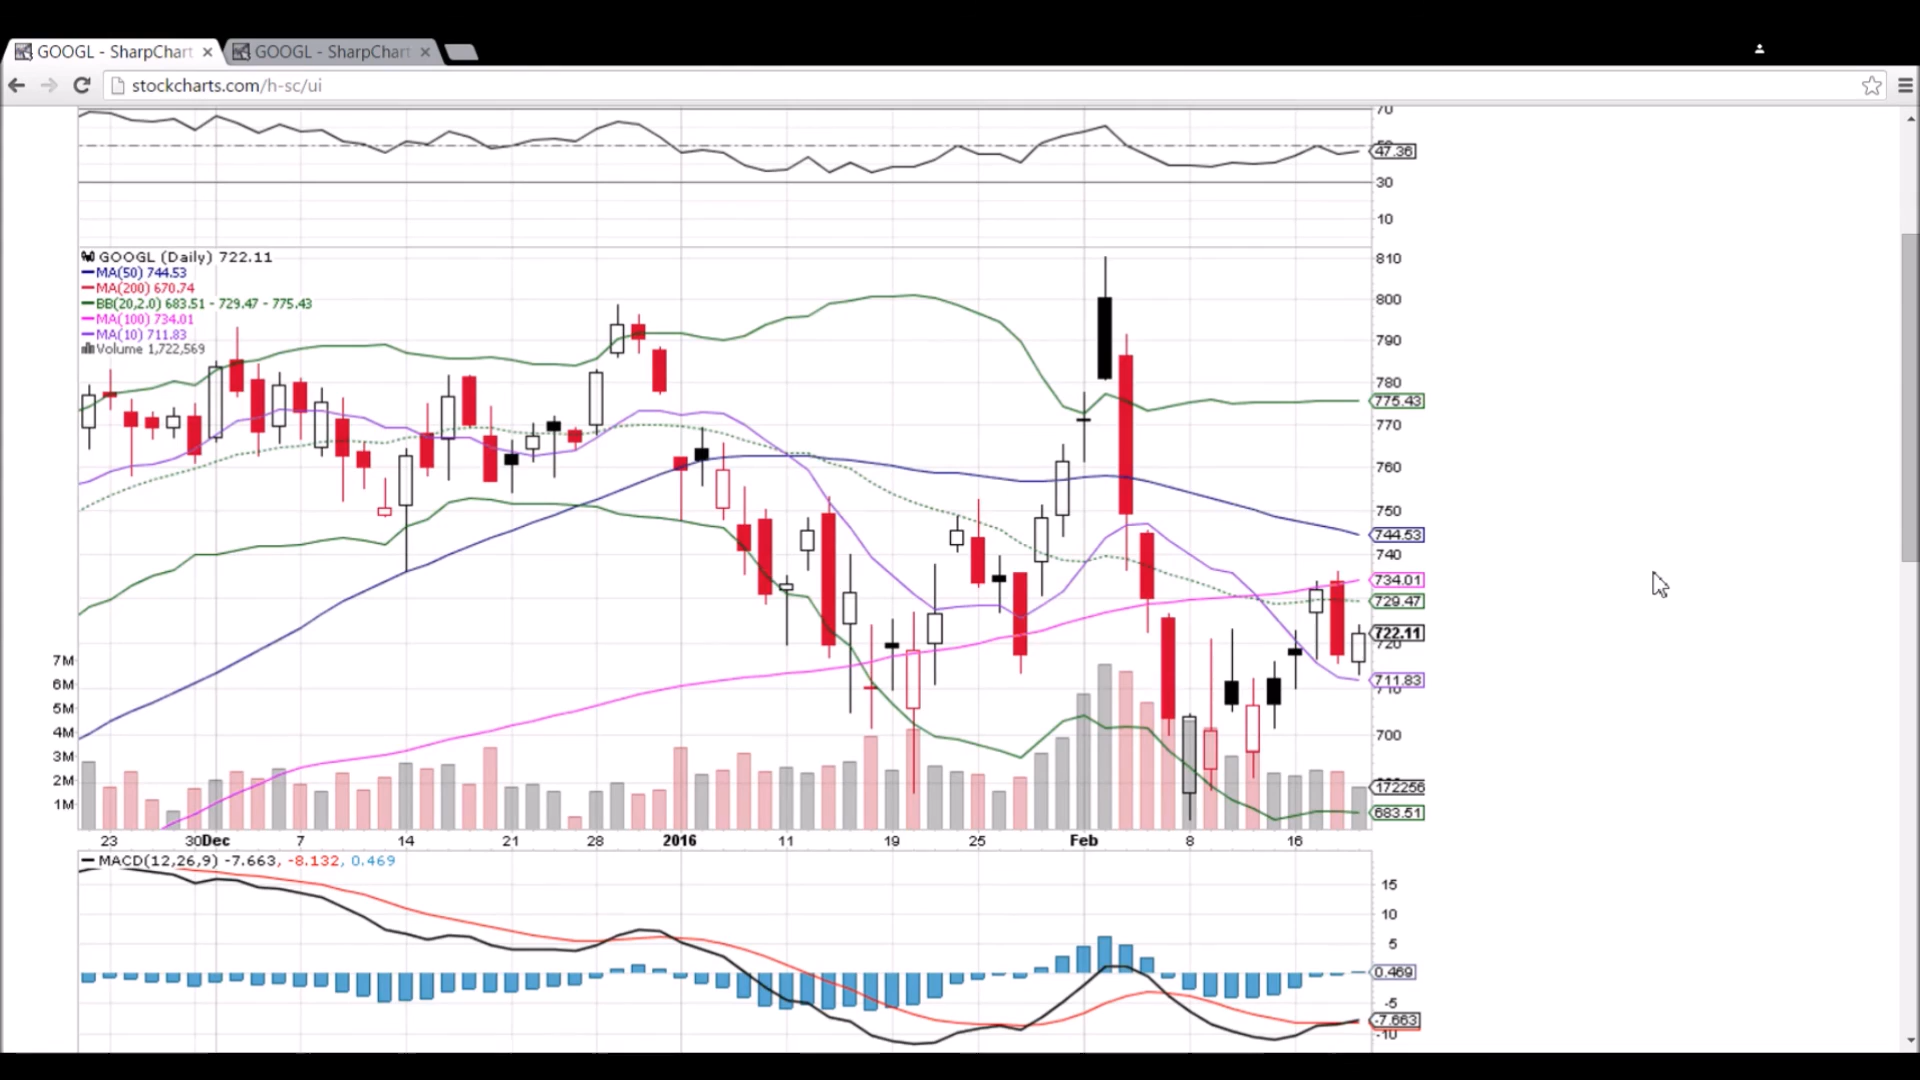 GOOGL - SharpChart × GOOGL - SharpChart ×
stockcharts.com/h-sc/ui
70
47.36
30
10
GOOGL (Daily) 722.11
MA(50) 744.53
MA(200) 670.74
BB(20,2.0) 683.51 - 729.47 - 775.43
MA(100) 734.01
MA(10) 711.83
Volume 1,722,569
810
800
790
780
775.43
770
760
750
744.53
740
734.01
729.47
722.11
720
711.83
710
700
172256
683.51
7M
6M
5M
4M
3M
2M
1M
23 30 Dec 7 14 21 28 2016 11 19 25 Feb 8 16
MACD(12,26,9) -7.663, -8.132, 0.469
15
10
5
0.469
-5
-7.663
-10